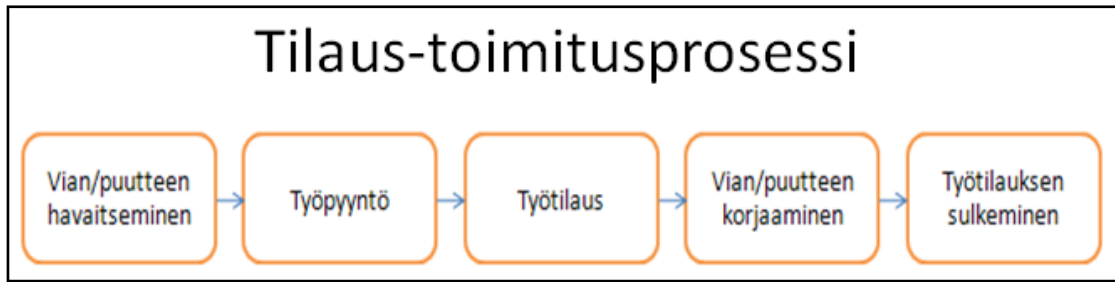 Tilaus-toimitusprosessi
Vian/puutteen
havaitseminen
Työpyyntö
Työtilaus
Vian/puutteen
korjaaminen
Työtilauksen
sulkeminen